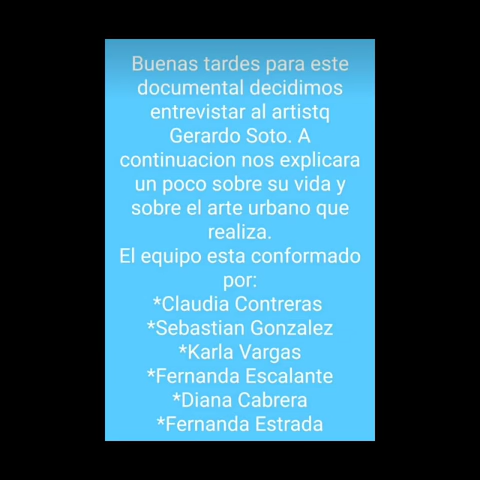 Buenas tardes para este
documental decidimos
entrevistar al artistq
Gerardo Soto. A
continuacion nos explicara
un poco sobre su vida y
sobre el arte urbano que
realiza.
El equipo esta conformado
por:
*Claudia Contreras
*Sebastian Gonzalez
*Karla Vargas
*Fernanda Escalante
*Diana Cabrera
*Fernanda Estrada